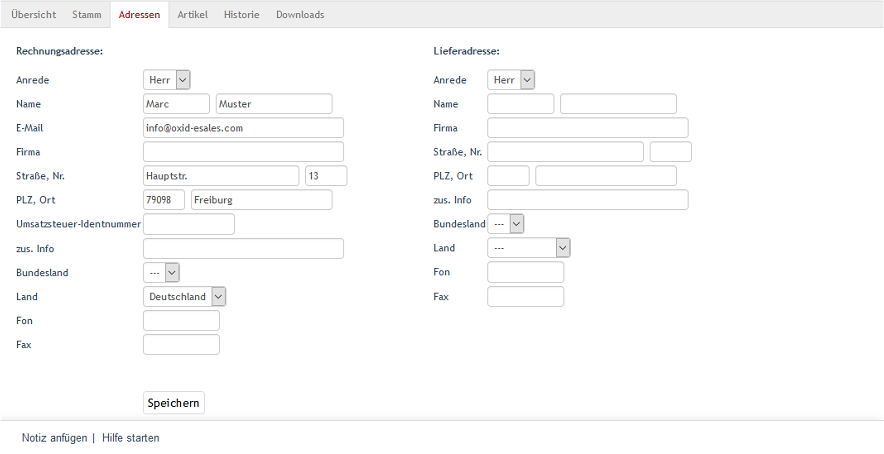 Übersicht Stamm Adressen Artikel Historie Downloads
Rechnungsadresse:
Anrede Herr
Name Marc Muster
E-Mail info@oxid-esales.com
Firma
Straße, Nr. Hauptstr. 13
PLZ, Ort 79098 Freiburg
Umsatzsteuer-Identnummer
zus. Info
Bundesland ---
Land Deutschland
Fon
Fax
Speichern
Lieferadresse:
Anrede Herr
Name
Firma
Straße, Nr.
PLZ, Ort
zus. Info
Bundesland ---
Land ---
Fon
Fax
Notiz anfügen | Hilfe starten